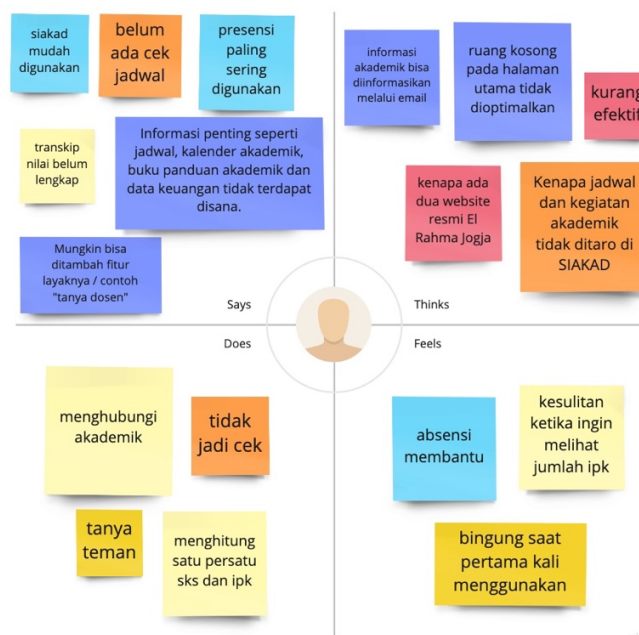 siakad
mudah
digunakan
belum
ada cek
jadwal
presensi
paling
sering
digunakan
transkip
nilai belum
lengkap
Informasi penting seperti
jadwal, kalender akademik,
buku panduan akademik dan
data keuangan tidak terdapat
disana.
Mungkin bisa
ditambah fitur
layaknya / contoh
"tanya dosen"
Says
informasi
akademik bisa
diinformasikan
melalui email
ruang kosong
pada halaman
utama tidak
dioptimalkan
kurang
efektif
kenapa ada
dua website
resmi El
Rahma Jogja
Kenapa jadwal
dan kegiatan
akademik
tidak ditaro di
SIAKAD
Thinks
Does
menghubungi
akademik
tidak
jadi cek
tanya
teman
menghitung
satu persatu
sks dan ipk
Feels
absensi
membantu
kesulitan
ketika ingin
melihat
jumlah ipk
bingung saat
pertama kali
menggunakan